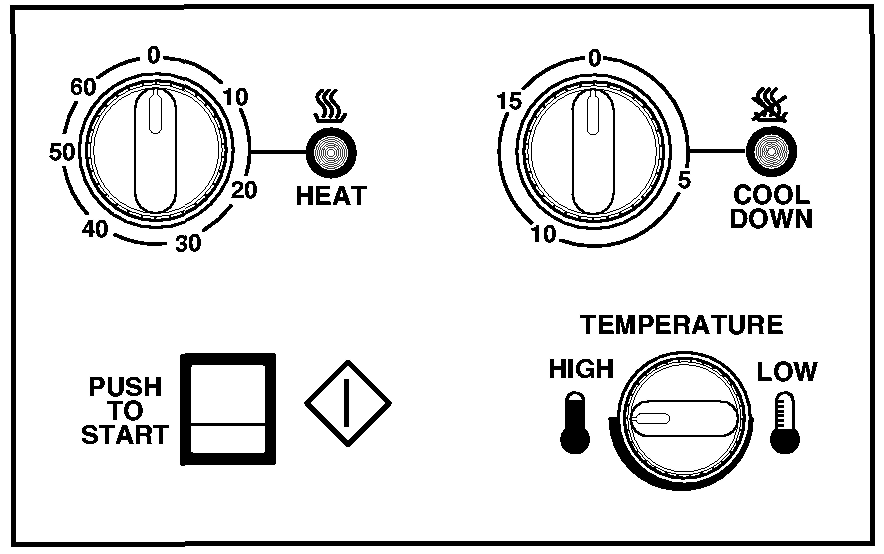 0
10
20
30
40
50
60
HEAT
0
5
10
15
COOL
DOWN
PUSH
TO
START
TEMPERATURE
HIGH
LOW